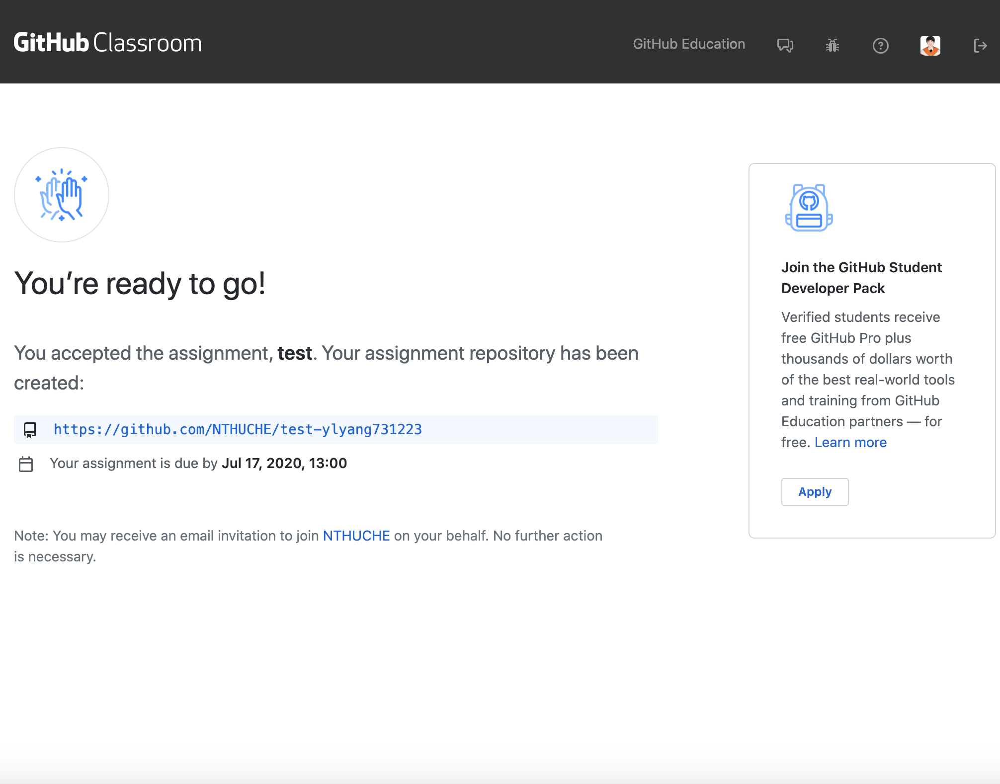 GitHub Classroom
GitHub Education
You’re ready to go!
You accepted the assignment, test. Your assignment repository has been
created:
https://github.com/NTHUCHE/test-ylyang731223
Your assignment is due by Jul 17, 2020, 13:00
Note: You may receive an email invitation to join NTHUCHE on your behalf. No further action
is necessary.
Join the GitHub Student
Developer Pack
Verified students receive
free GitHub Pro plus
thousands of dollars worth
of the best real-world tools
and training from GitHub
Education partners — for
free. Learn more
Apply